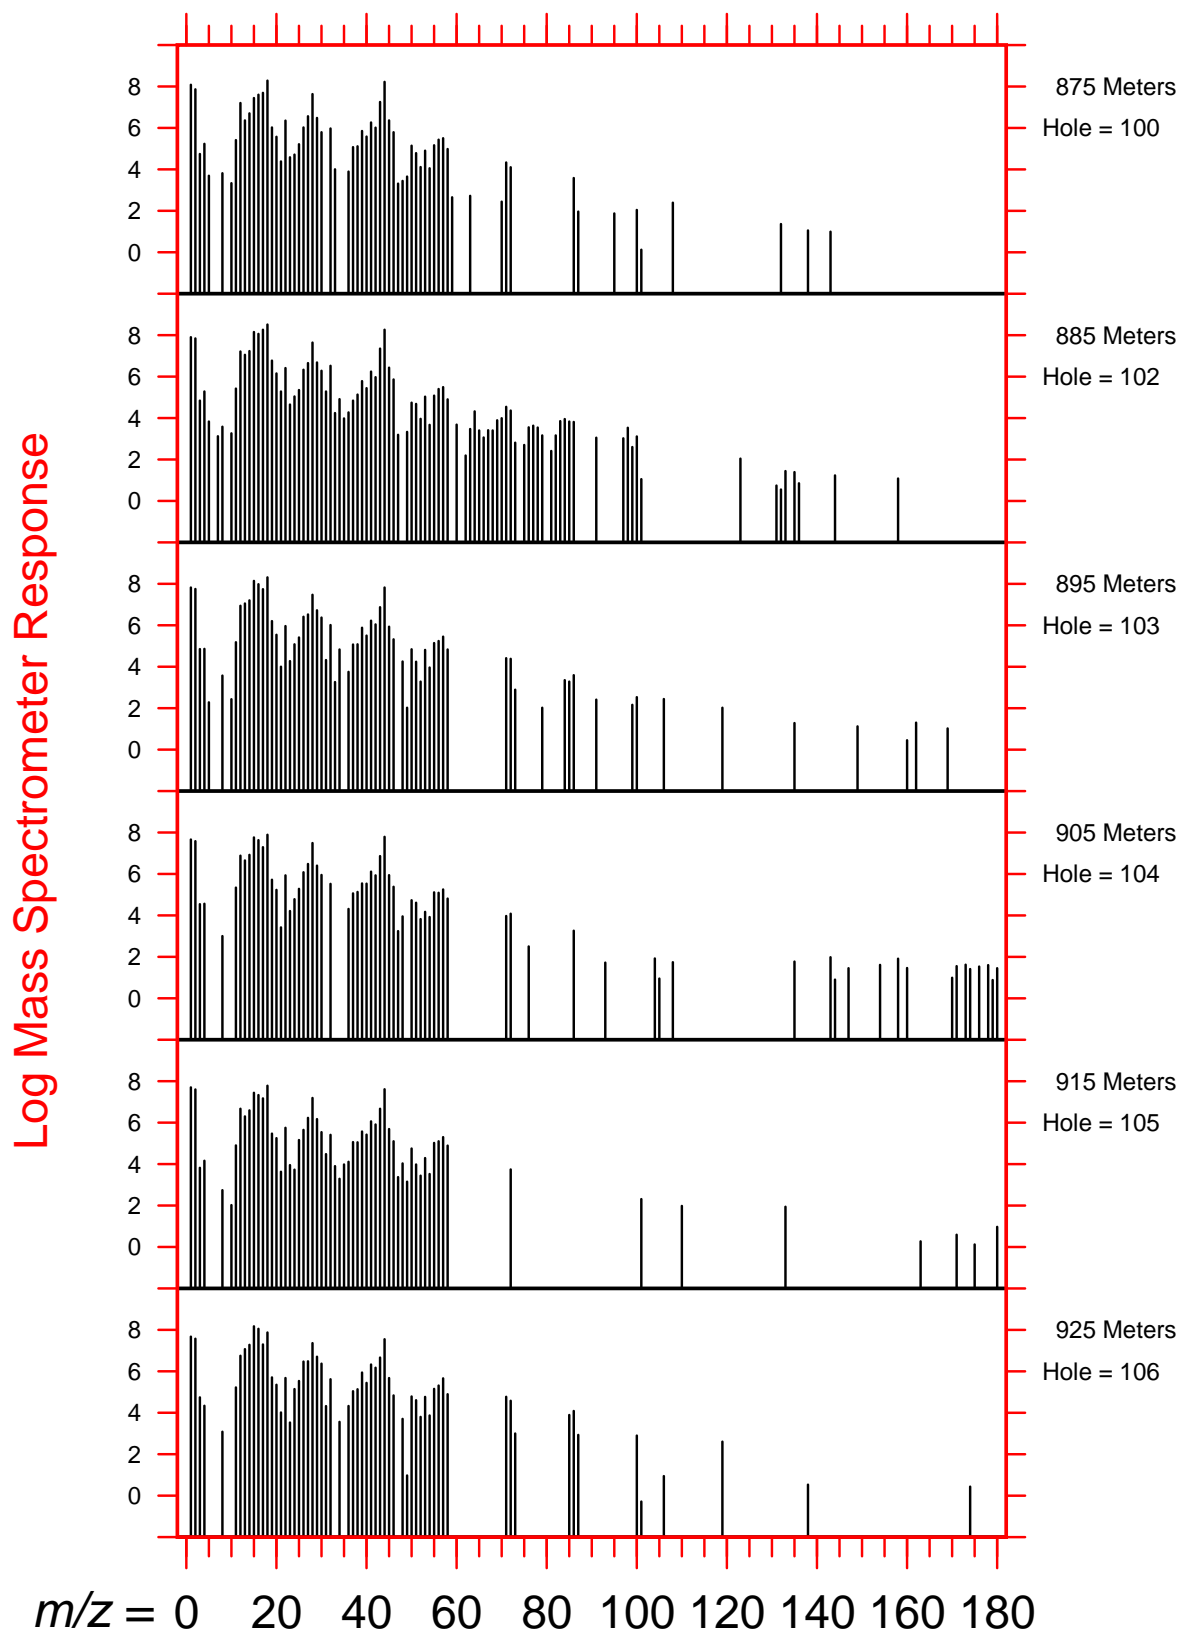 Log Mass Spectrometer Response
8
6
4
2
0
875 Meters
Hole = 100
8
6
4
2
0
885 Meters
Hole = 102
8
6
4
2
0
895 Meters
Hole = 103
8
6
4
2
0
905 Meters
Hole = 104
8
6
4
2
0
915 Meters
Hole = 105
8
6
4
2
0
925 Meters
Hole = 106
m/z = 0 20 40 60 80 100 120 140 160 180